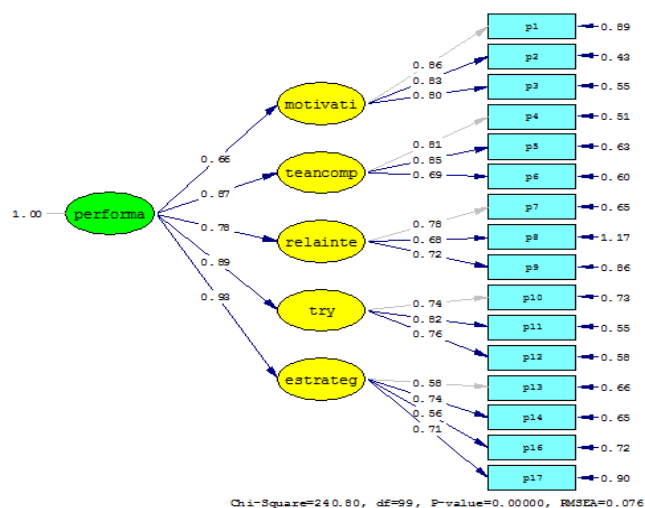 p1 0.89
0.86
p2 0.43
0.83
p3 0.55
0.80
motivati
p4 0.51
0.66
0.81
p5 0.63
0.85
teancomp
p6 0.60
0.69
0.87
p7 0.65
0.78
1.00 performa
0.78
p8 1.17
0.68
relainte
p9 0.86
0.72
0.89
p10 0.73
0.74
0.93
try
p11 0.55
0.82
p12 0.58
0.76
estrateg
p13 0.66
0.58
p14 0.65
0.74
p16 0.72
0.56
0.71
p17 0.90
Chi-Square=240.80, df=99, P-value=0.00000, RMSEA=0.076